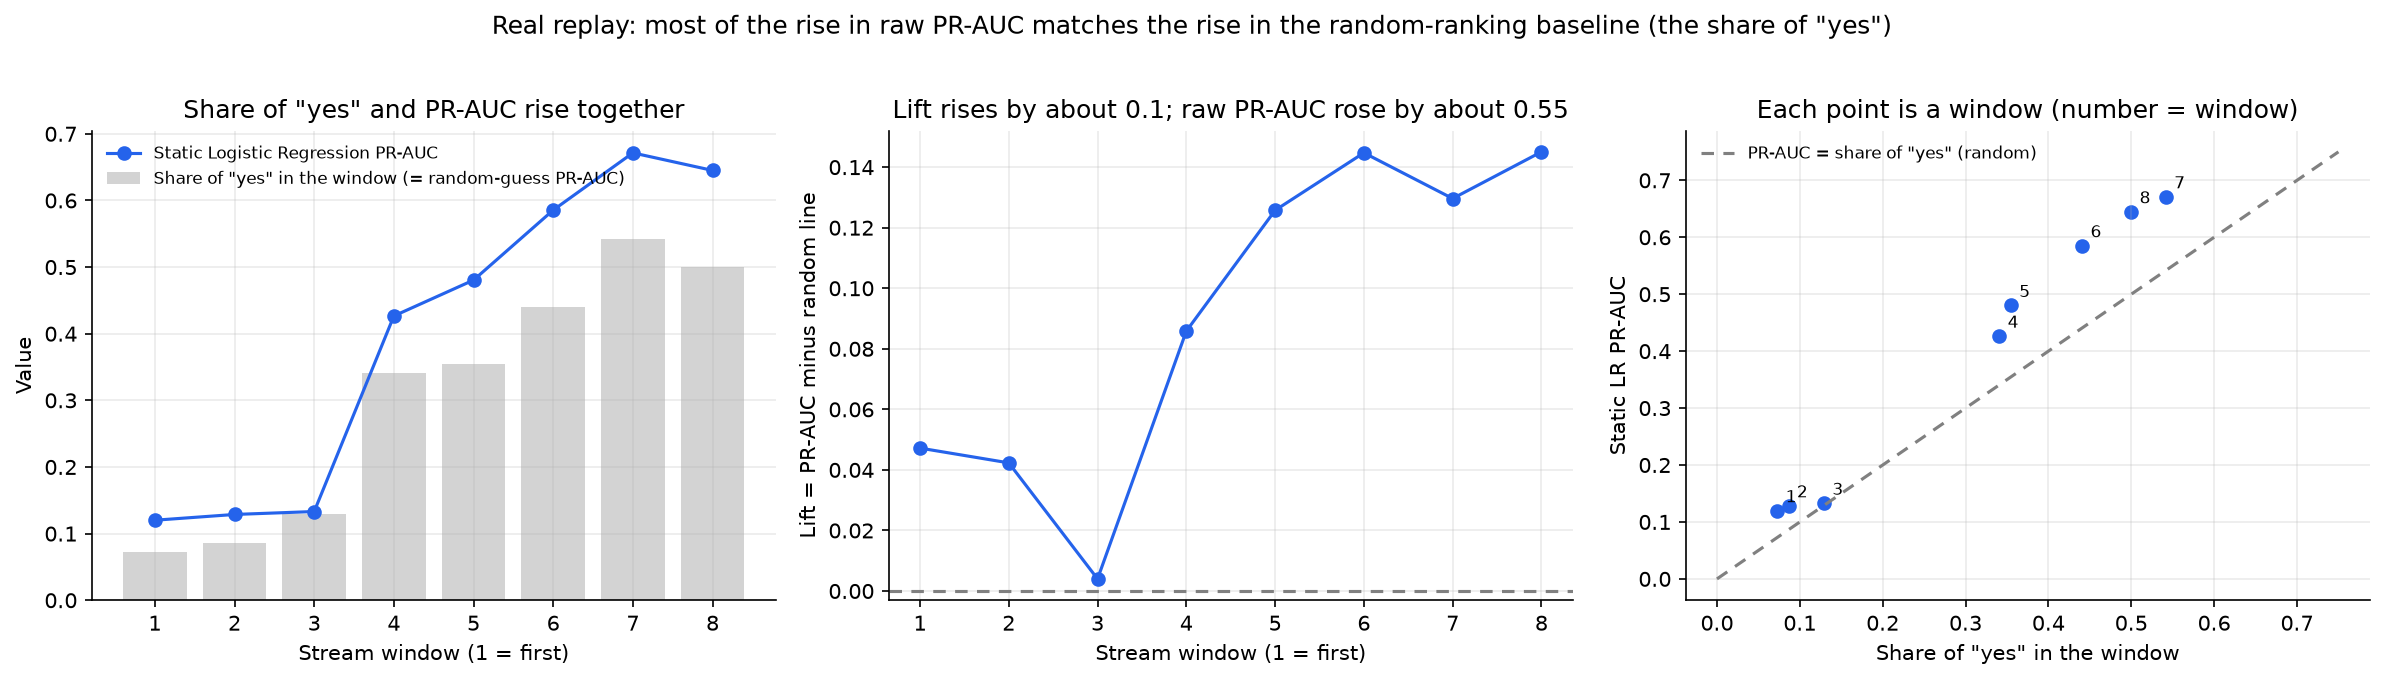 Real replay: most of the rise in raw PR-AUC matches the rise in the random-ranking baseline (the share of "yes")
Share of "yes" and PR-AUC rise together
Static Logistic Regression PR-AUC
Share of "yes" in the window (= random-guess PR-AUC)
Value
0.7
0.6
0.5
0.4
0.3
0.2
0.1
0.0
1 2 3 4 5 6 7 8
Stream window (1 = first)
Lift rises by about 0.1; raw PR-AUC rose by about 0.55
Lift = PR-AUC minus random line
0.14
0.12
0.10
0.08
0.06
0.04
0.02
0.00
1 2 3 4 5 6 7 8
Stream window (1 = first)
Each point is a window (number = window)
PR-AUC = share of "yes" (random)
Static LR PR-AUC
0.7
0.6
0.5
0.4
0.3
0.2
0.1
0.0
7
8
6
5
4
1 2 3
0.0 0.1 0.2 0.3 0.4 0.5 0.6 0.7
Share of "yes" in the window